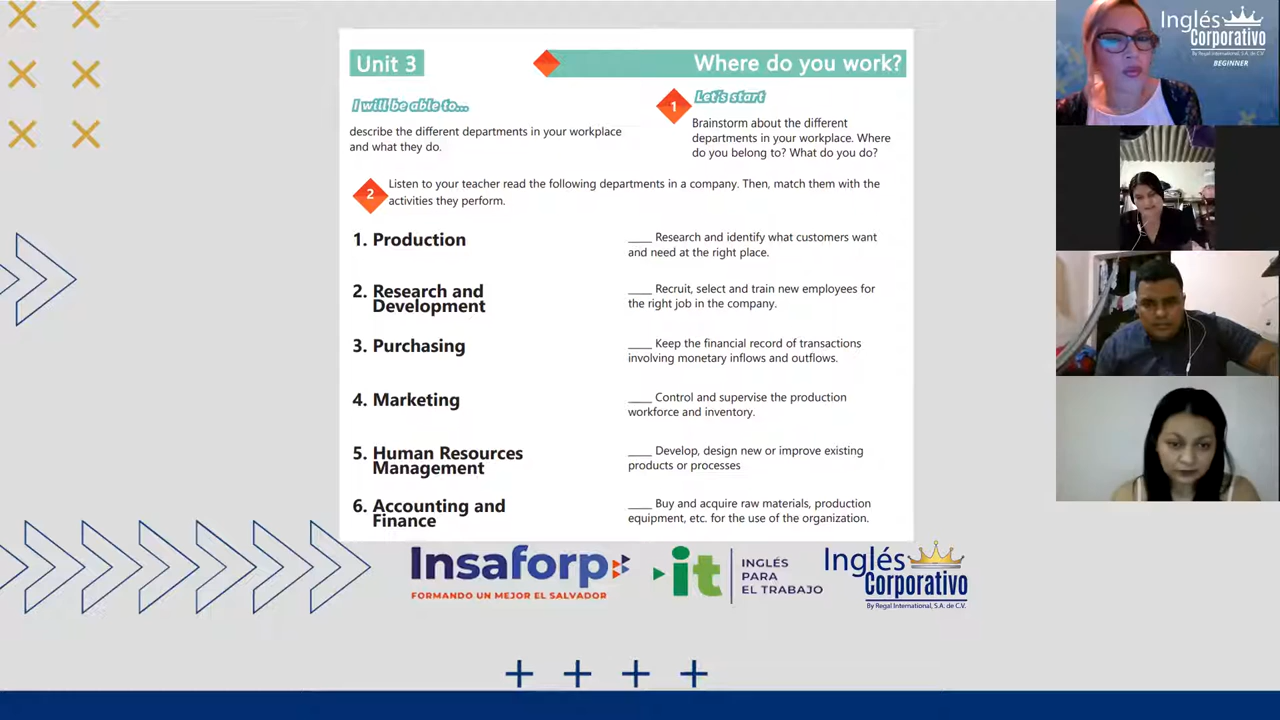 Unit 3
Where do you work?
I will be able to...
describe the different departments in your workplace
and what they do.
1
Let's start
Brainstorm about the different
departments in your workplace. Where
do you belong to? What do you do?
2
Listen to your teacher read the following departments in a company. Then, match them with the
activities they perform.
1. Production
____ Research and identify what customers want
and need at the right place.
2. Research and
Development
____ Recruit, select and train new employees for
the right job in the company.
3. Purchasing
____ Keep the financial record of transactions
involving monetary inflows and outflows.
4. Marketing
____ Control and supervise the production
workforce and inventory.
5. Human Resources
Management
____ Develop, design new or improve existing
products or processes
6. Accounting and
Finance
____ Buy and acquire raw materials, production
equipment, etc. for the use of the organization.
Insaforp
FORMANDO UN MEJOR EL SALVADOR
it
INGLÉS
PARA
EL TRABAJO
Inglés
Corporativo
By Regal International, S.A. de C.V.
Inglés
Corporativo
By Regal International, S.A. de C.V.
BEGINNER